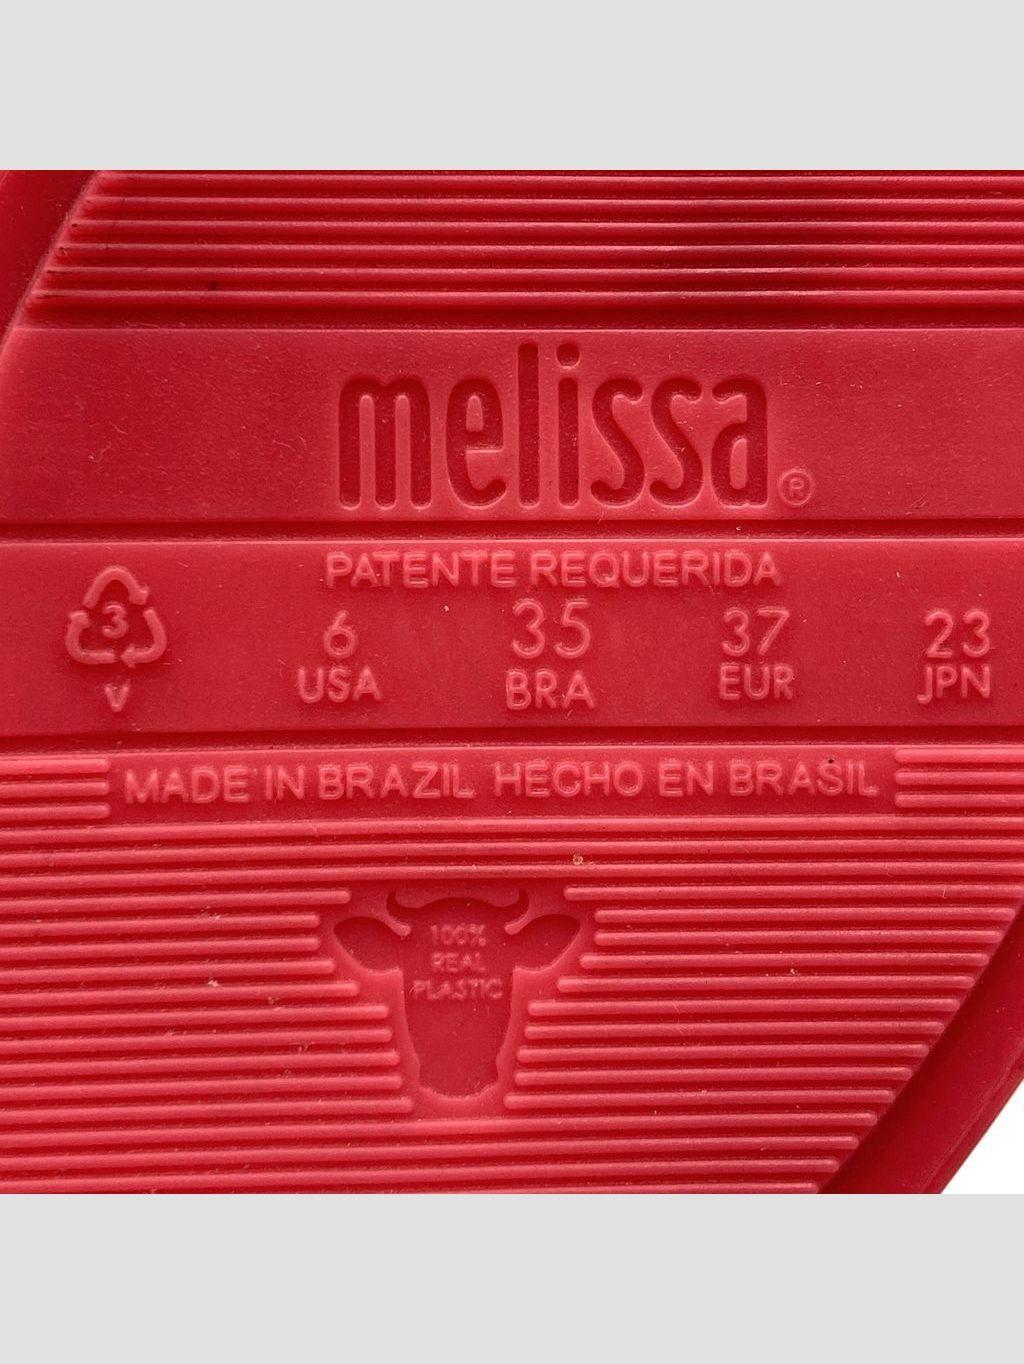 melissa®
PATENTE REQUERIDA
3 6 35 37 23
V USA BRA EUR JPN
MADE IN BRAZIL HECHO EN BRASIL
100%
REAL
PLASTIC